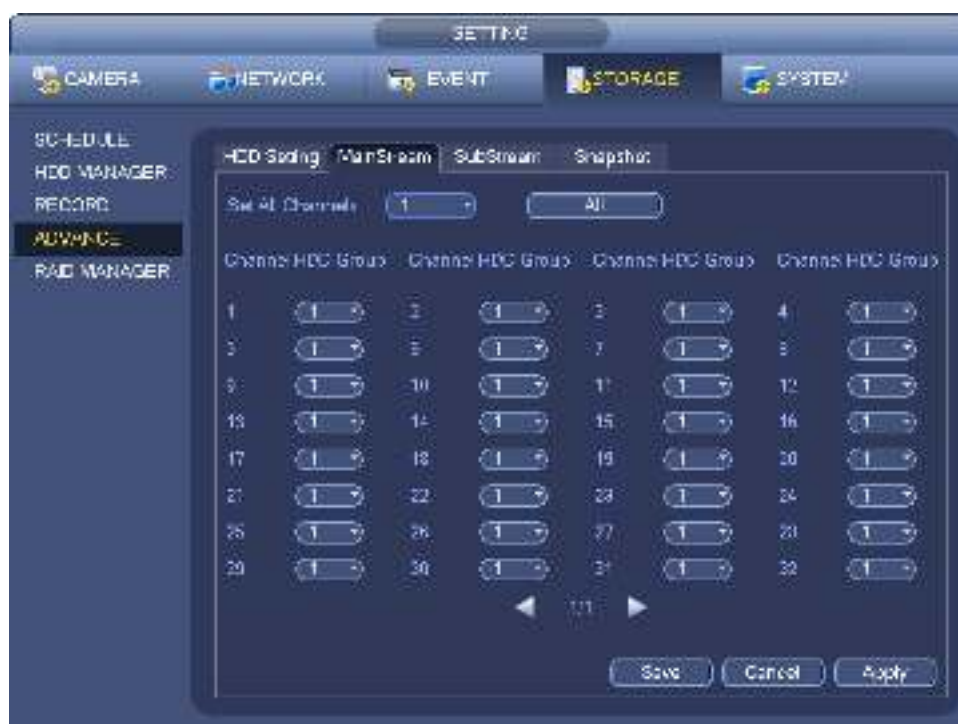 SETTING
CAMERA NETWORK EVENT STORAGE SYSTEM
SCHEDULE
HDD MANAGER
RECORD
ADVANCE
RAID MANAGER
HDD Setting MainStream SubStream Snapshot
Set All Channels 1 All
Channel HDD Group Channel HDD Group Channel HDD Group Channel HDD Group
1 1 2 1 3 1 4 1
5 1 6 1 7 1 8 1
9 1 10 1 11 1 12 1
13 1 14 1 15 1 16 1
17 1 18 1 19 1 20 1
21 1 22 1 23 1 24 1
25 1 26 1 27 1 28 1
29 1 30 1 31 1 32 1
1/1
Save Cancel Apply